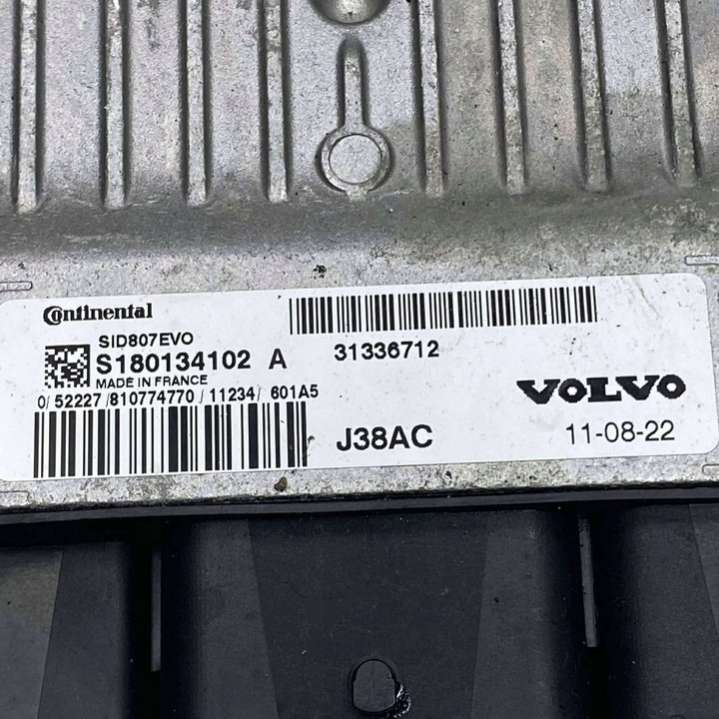 Continental
SID807EVO
S180134102 A
MADE IN FRANCE
0/ 52227 /810774770 / 11234/ 601A5
31336712
VOLVO
J38AC
11-08-22